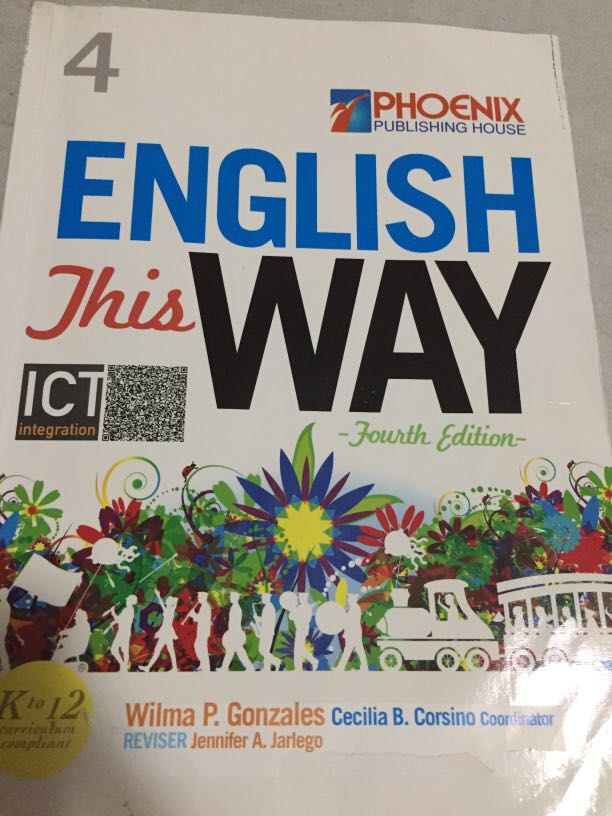 4
PHOENIX
PUBLISHING HOUSE
ENGLISH
This WAY
ICT
integration
-Fourth Edition-
K to 12
curriculum
compliant
Wilma P. Gonzales Cecilia B. Corsino Coordinator
REVISER Jennifer A. Jarlego